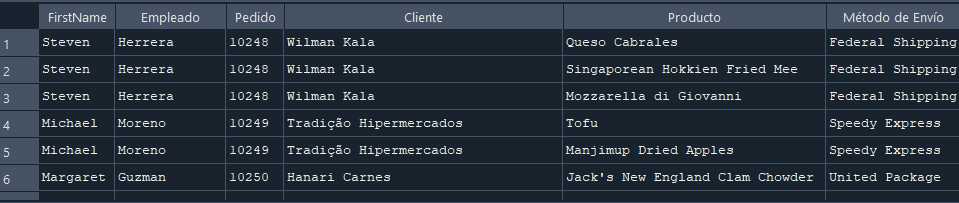 FirstName Empleado Pedido Cliente Producto Método de Envío
1 Steven Herrera 10248 Wilman Kala Queso Cabrales Federal Shipping
2 Steven Herrera 10248 Wilman Kala Singaporean Hokkien Fried Mee Federal Shipping
3 Steven Herrera 10248 Wilman Kala Mozzarella di Giovanni Federal Shipping
4 Michael Moreno 10249 Tradição Hipermercados Tofu Speedy Express
5 Michael Moreno 10249 Tradição Hipermercados Manjimup Dried Apples Speedy Express
6 Margaret Guzman 10250 Hanari Carnes Jack's New England Clam Chowder United Package